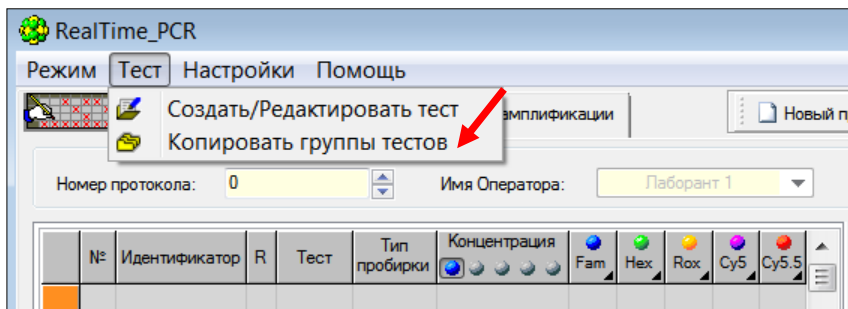 RealTime_PCR
Режим Тест Настройки Помощь
Создать/Редактировать тест
Копировать группы тестов
амплификации
Новый п
Номер протокола: 0 Имя Оператора: Лаборант 1
№ Идентификатор R Тест Тип пробирки Концентрация Fam Hex Rox Cy5 Cy5.5